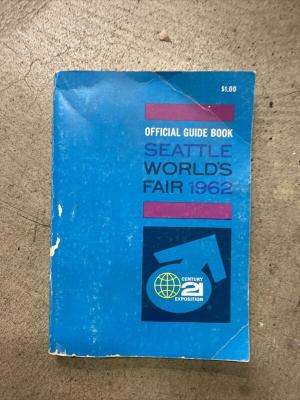 $1.00
OFFICIAL GUIDE BOOK
SEATTLE
WORLD'S
FAIR 1962
CENTURY
21
EXPOSITION